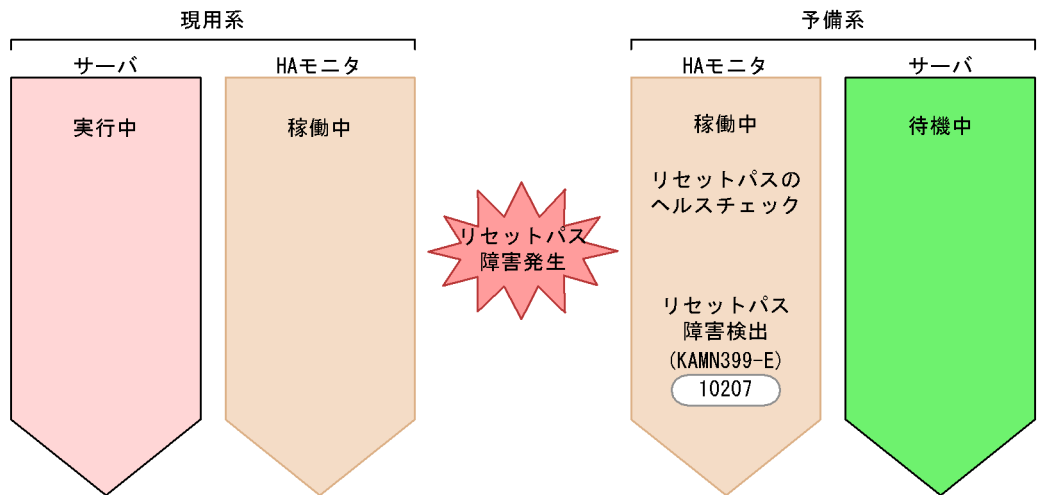 現用系
予備系
サーバ
HAモニタ
HAモニタ
サーバ
実行中
稼働中
稼働中
待機中
リセットパスの
ヘルスチェック
リセットパス
障害発生
リセットパス
障害検出
(KAMN399-E)
10207